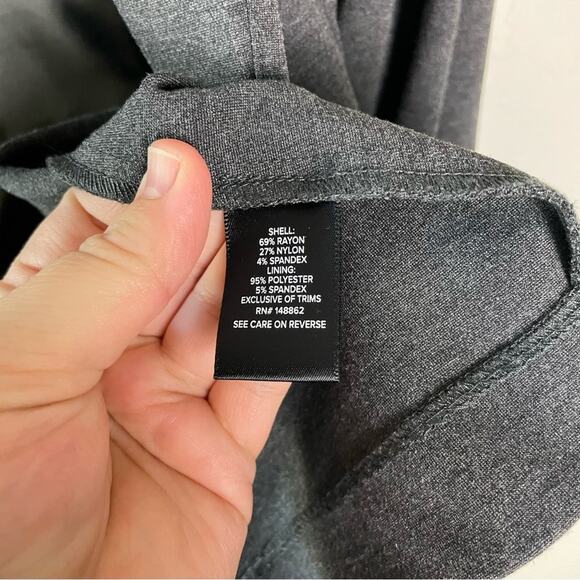 SHELL:
69% RAYON
27% NYLON
4% SPANDEX
LINING:
95% POLYESTER
5% SPANDEX
EXCLUSIVE OF TRIMS
RN# 148862
SEE CARE ON REVERSE